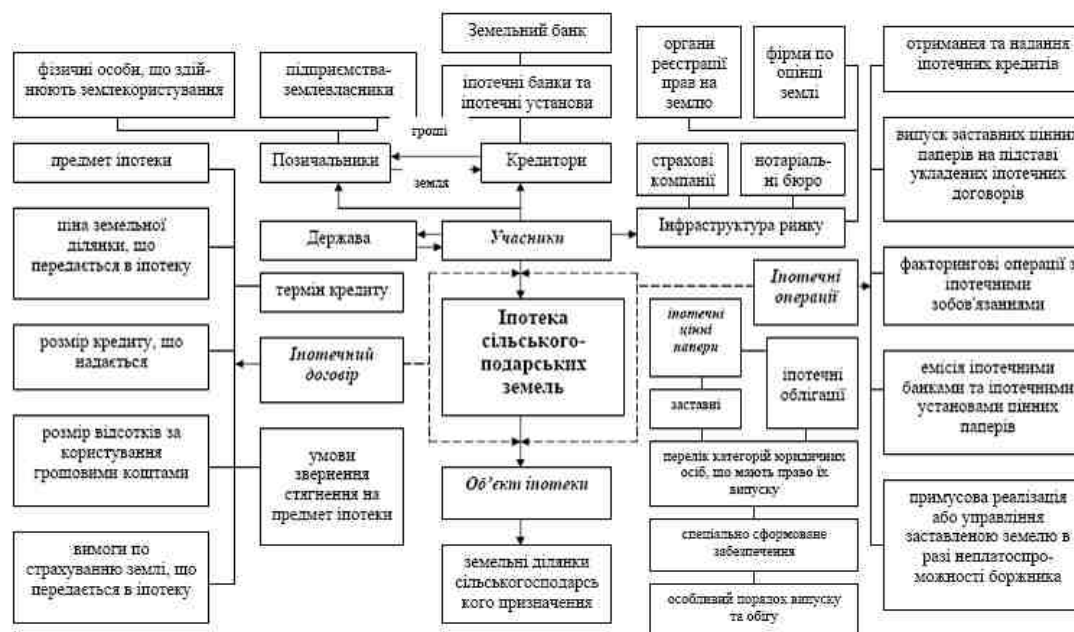 Земельний банк
фізичні особи, що здій-
нюють землекористування
підприємства-
землевласники
іпотечні банки та
іпотечні установи
органи
реєстрації
прав на
землю
фірми по
оцінці
землі
отримання та надання
іпотечних кредитів
гроші
предмет іпотеки
Позичальники
Кредитори
земля
страхові
компанії
нотаріаль-
ні бюро
випуск заставних цінних
паперів на підставі
укладених іпотечних
договорів
ціна земельної
ділянки, що
передається в іпотеку
Держава
Учасники
Інфраструктура ринку
термін кредиту
Іпотечні
операції
факторингові операції з
іпотечними
зобов'язаннями
Іпотека
сільського-
подарських
земель
іпотечні
цінні
папери
розмір кредиту, що
надається
Іпотечний
договір
іпотечні
облігації
емісія іпотечними
банками та іпотечними
установами цінних
паперів
заставні
розмір відсотків за
користування
грошовими коштами
умови
звернення
стягнення на
предмет іпотеки
Об’єкт іпотеки
перелік категорій юридичних
осіб, що мають право їх
випуску
спеціально сформоване
забезпечення
примусова реалізація
або управління
заставленою землею в
разі неплатоспро-
можності боржника
вимоги по
страхуванню землі, що
передається в іпотеку
земельні ділянки
сільськогосподарсь
кого призначення
особливий порядок випуску
та обігу